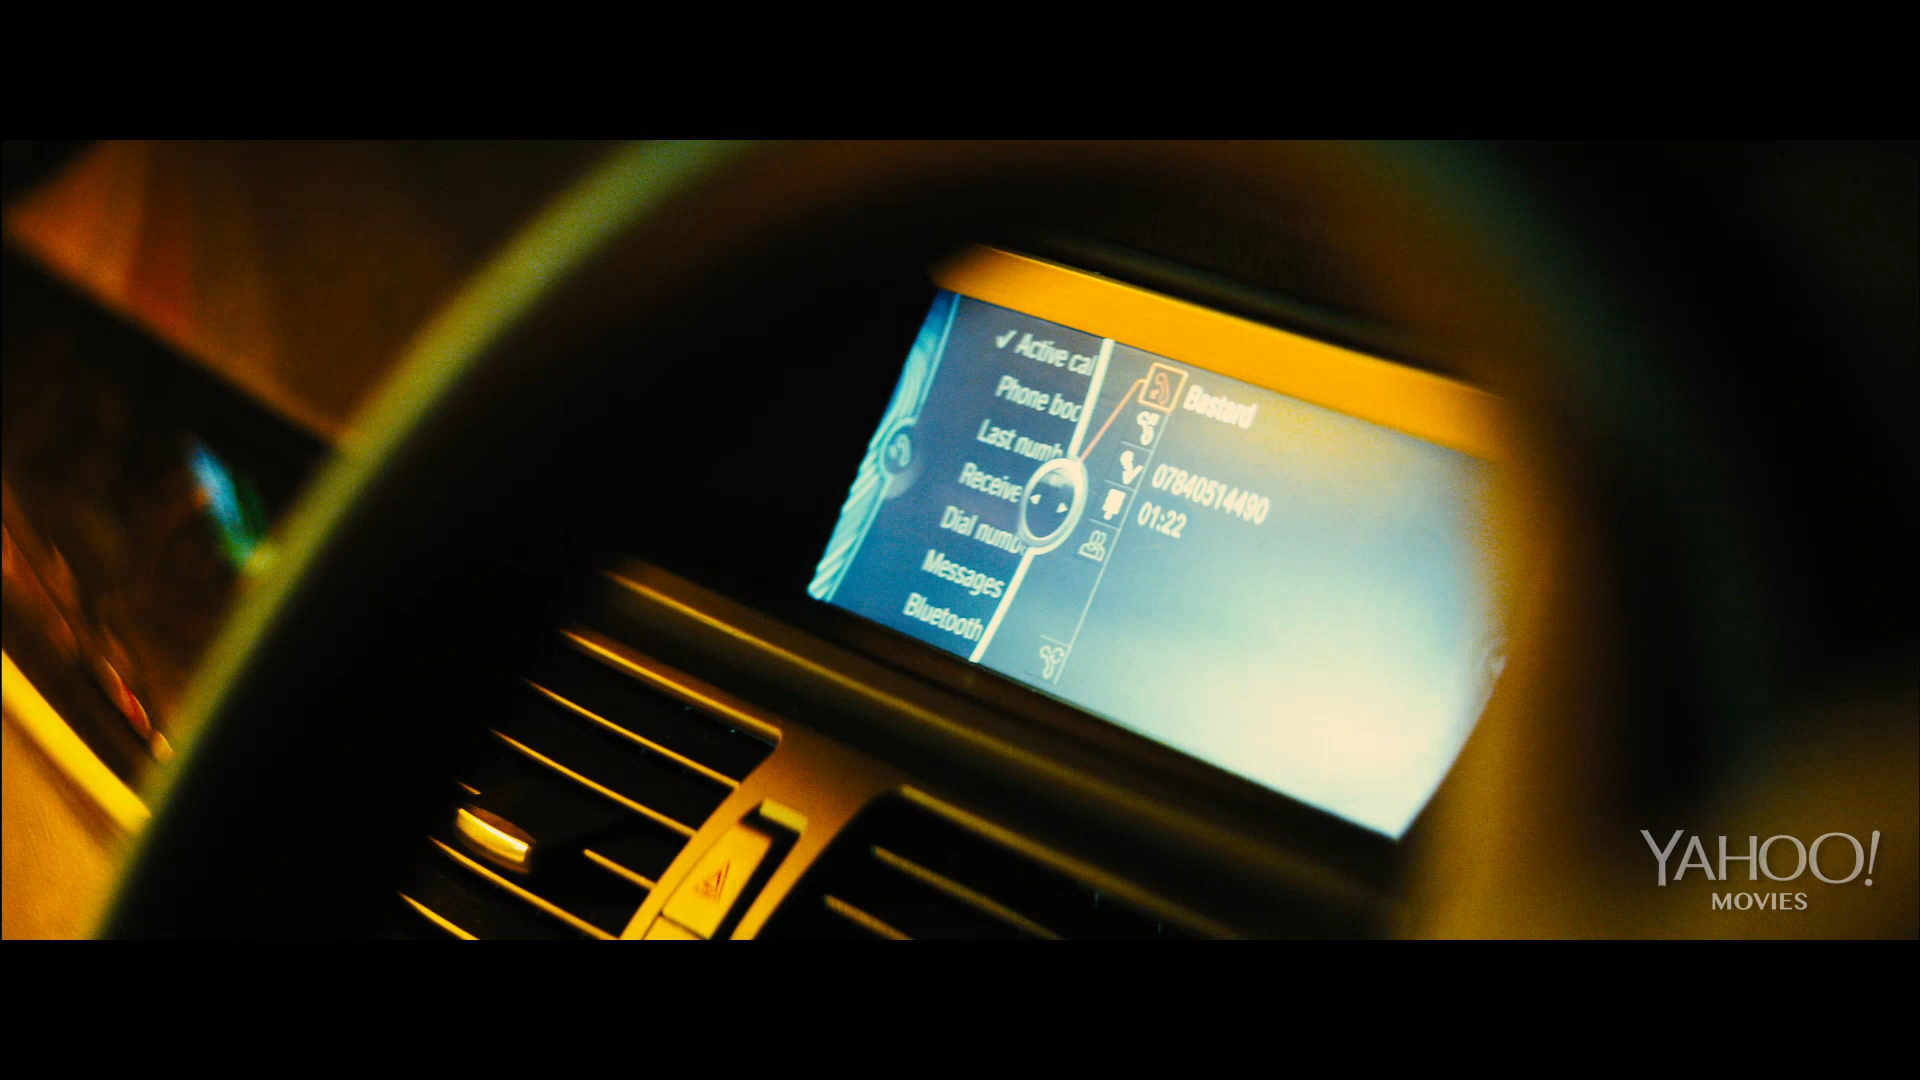 ✓ Active cal
Phone boo
Last numb
Receive
Dial numb
Messages
Bluetooth
Bastard
07840514490
01:22
YAHOO!
MOVIES